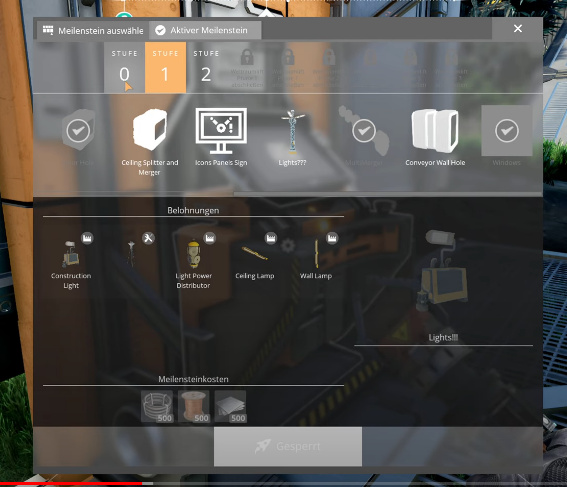 Meilenstein auswähle
Aktiver Meilenstein
STUFE
0
STUFE
1
STUFE
2
Ceiling Splitter and
Merger
Icons Panels Sign
Lights???
Conveyor Wall Hole
Windows
Belohnungen
Construction
Light
Light Power
Distributor
Ceiling Lamp
Wall Lamp
Lights!!!
Meilensteinkosten
500
500
500
Gesperrt